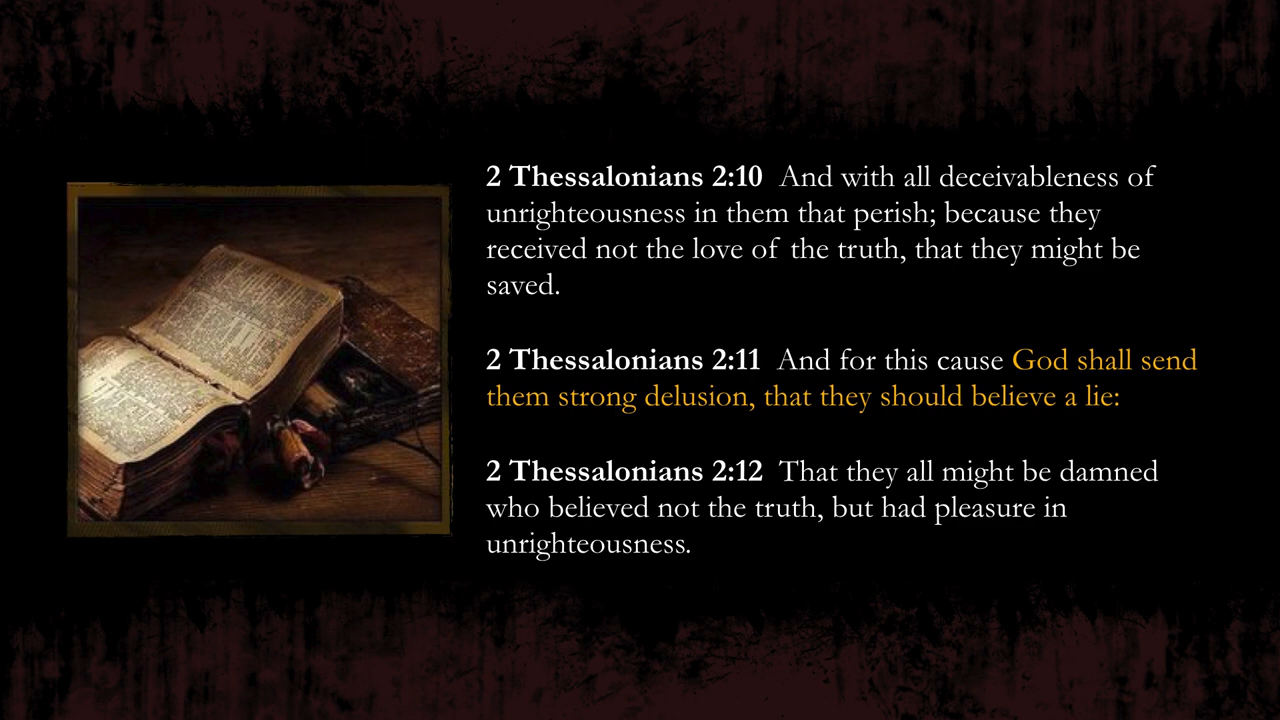 2 Thessalonians 2:10  And with all deceivableness of
unrighteousness in them that perish; because they
received not the love of the truth, that they might be
saved.
2 Thessalonians 2:11  And for this cause God shall send
them strong delusion, that they should believe a lie:
2 Thessalonians 2:12  That they all might be damned
who believed not the truth, but had pleasure in
unrighteousness.